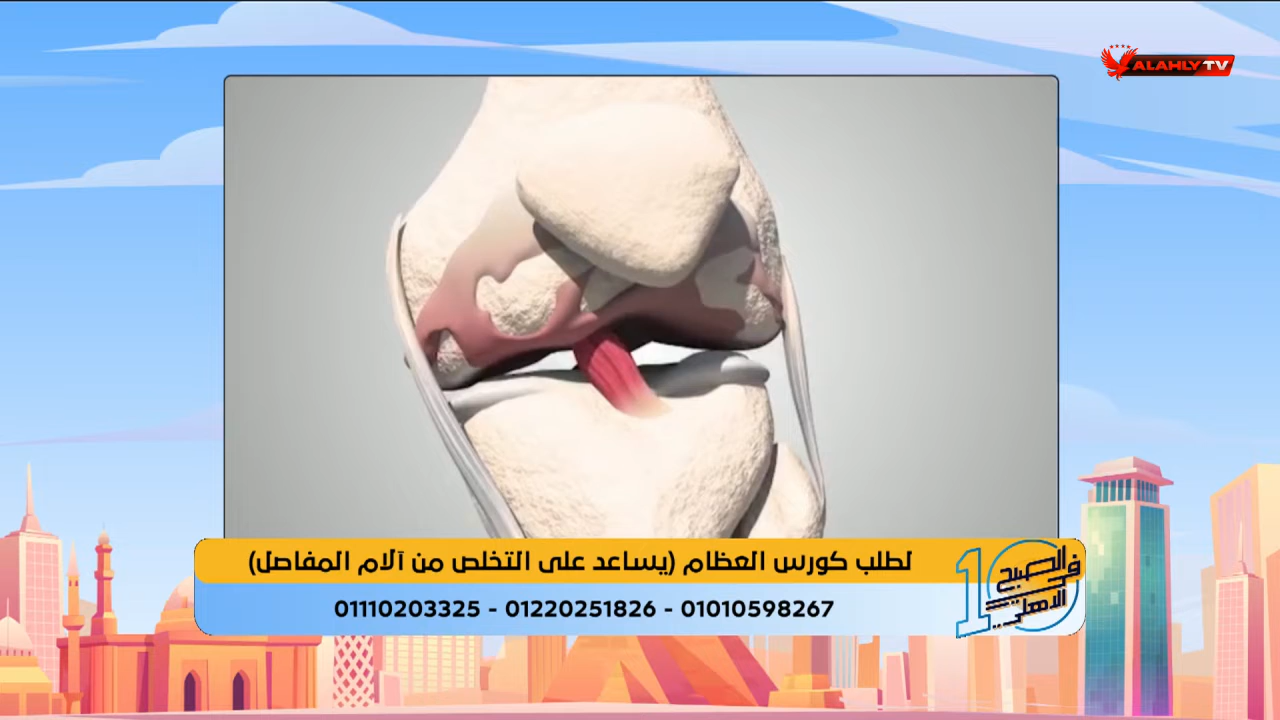 ALAHLY TV
لطلب كورس العظام (يساعد على التخلص من آلام المفاصل)
01110203325 - 01220251826 - 01010598267
10 الصبح
في الأهلي